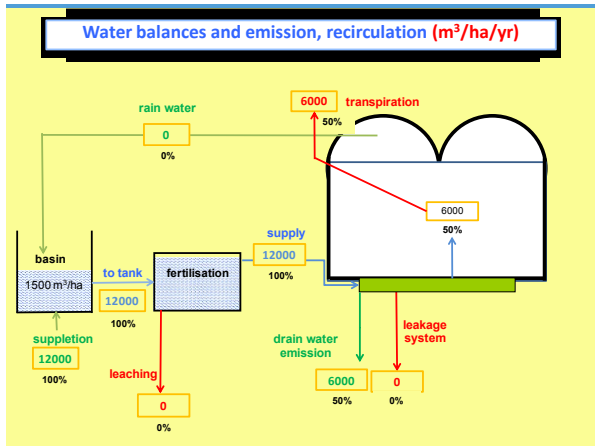 Water balances and emission, recirculation (m³/ha/yr)
6000 transpiration
50%
rain water
0
0%
6000
50%
supply
12000
100%
basin
1500 m³/ha
to tank
12000
100%
fertilisation
suppletion
12000
100%
leaching
0
0%
drain water
emission
6000
50%
leakage
system
0
0%